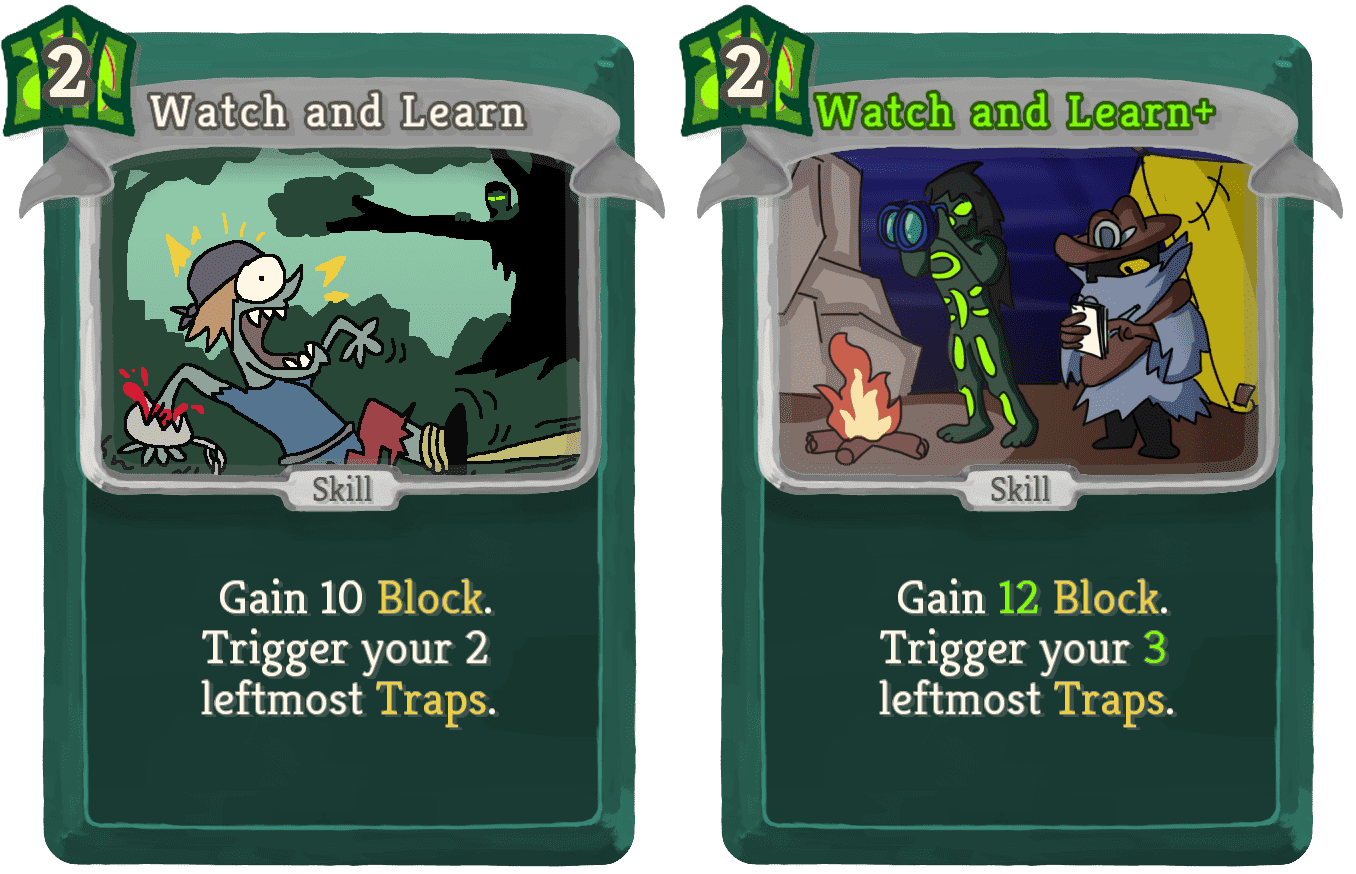 2
Watch and Learn
Skill
Gain 10 Block.
Trigger your 2
leftmost Traps.
2
Watch and Learn+
Skill
Gain 12 Block.
Trigger your 3
leftmost Traps.